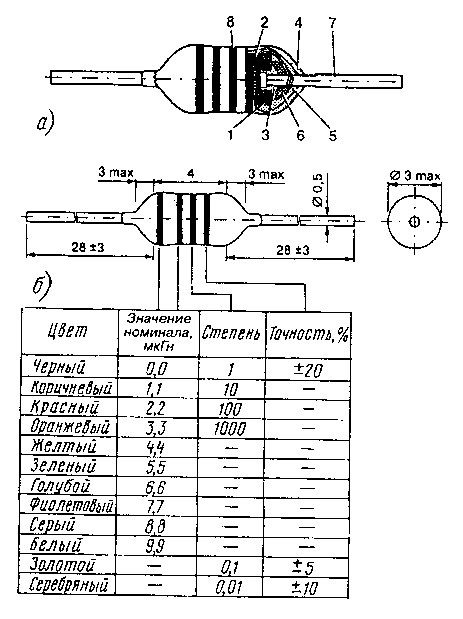 8 2 4 7
1 3 6 5
а)
3 max 4 3 max Ø 0,5 Ø 3 max
28 ±3 28 ±3
б)
Цвет Значение номинала, мкГн Степень Точность, %
Черный 0,0 1 ±20
Коричневый 1,1 10 —
Красный 2,2 100 —
Оранжевый 3,3 1000 —
Желтый 4,4 — —
Зеленый 5,5 — —
Голубой 6,6 — —
Фиолетовый 7,7 — —
Серый 8,8 — —
Белый 9,9 — —
Золотой — 0,1 ±5
Серебряный — 0,01 ±10